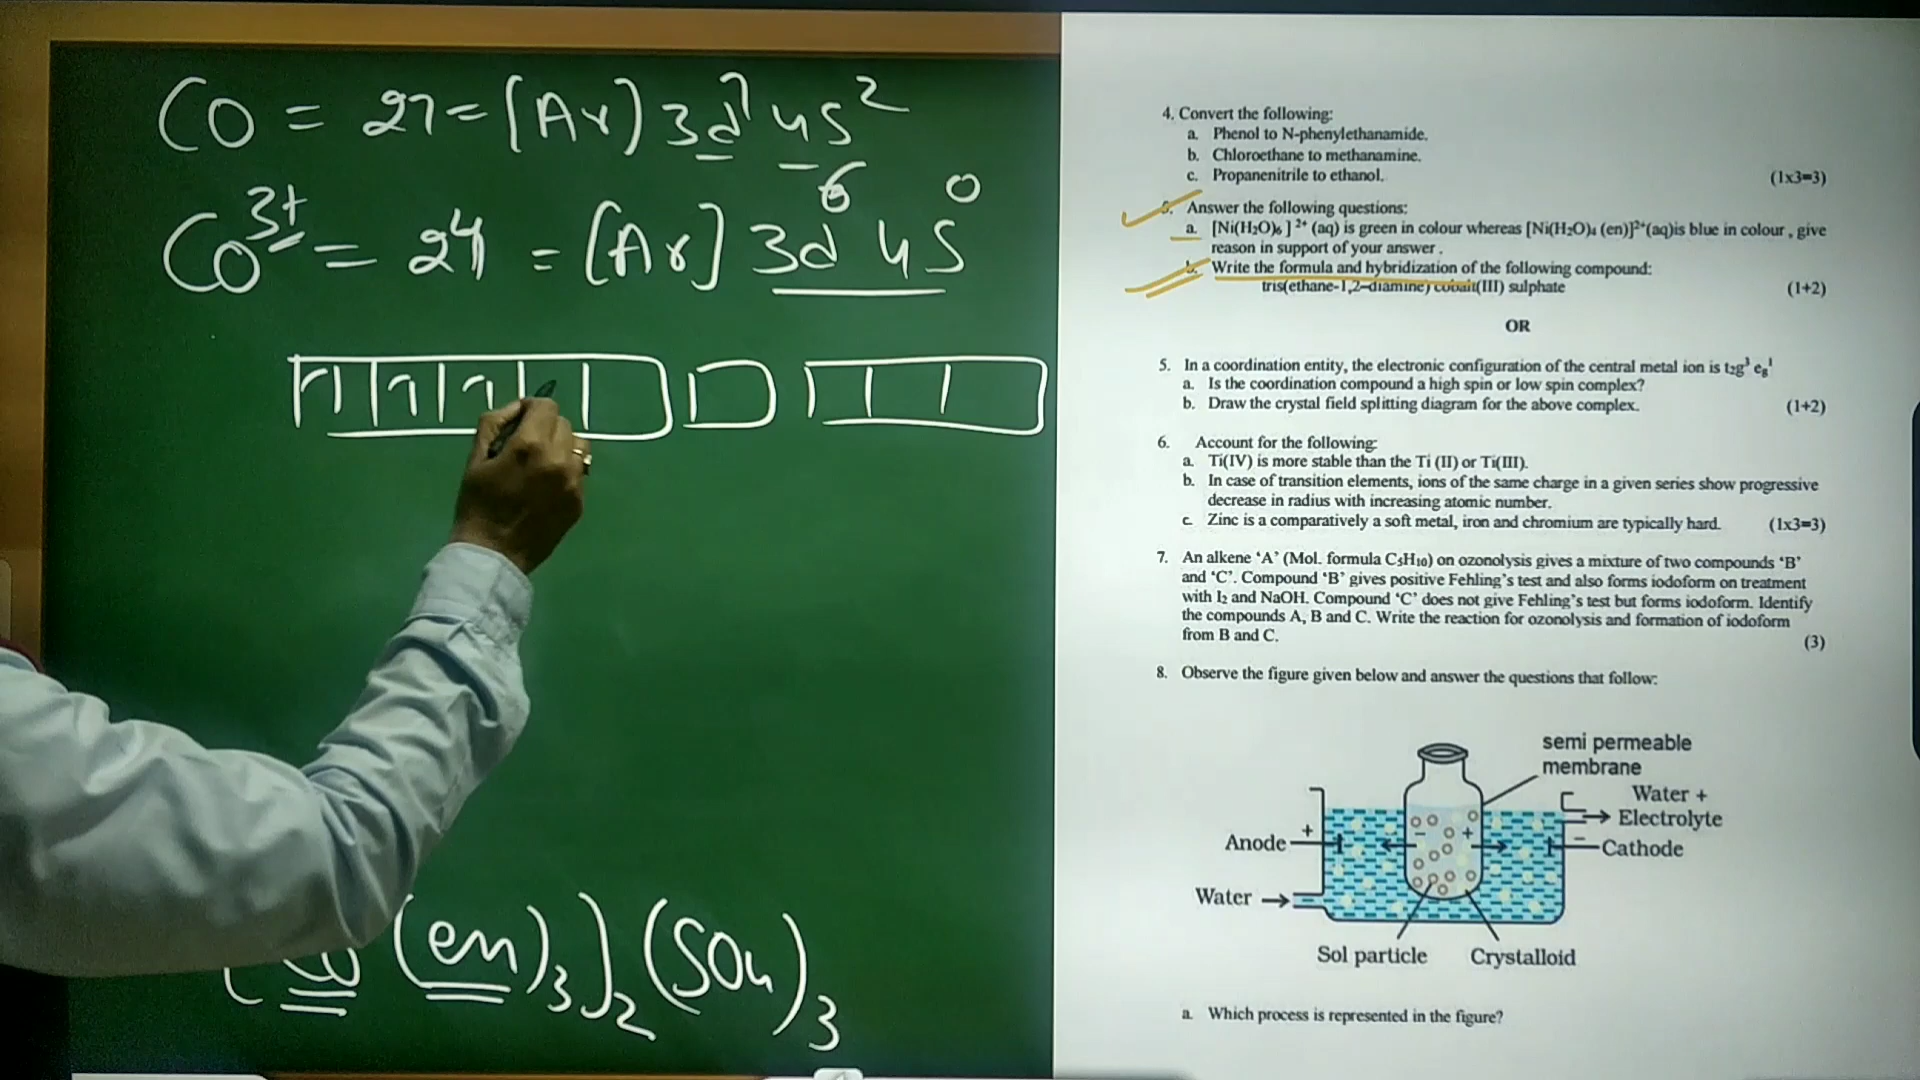 CO = 27 = [Ar) 3d⁷ 4s²
Co³⁺ = 24 = [Ar] 3d⁶ 4s⁰
(en)₃]₂(SO₄)₃
4. Convert the following:
a. Phenol to N-phenylethanamide.
b. Chloroethane to methanamine.
c. Propanenitrile to ethanol. (1x3=3)
Answer the following questions:
a. [Ni(H₂O)₆ ] ²⁺ (aq) is green in colour whereas [Ni(H₂O)₄ (en)]²⁺(aq)is blue in colour , give
reason in support of your answer .
Write the formula and hybridization of the following compound:
tris(ethane-1,2–diamine) cobalt(III) sulphate (1+2)
OR
5. In a coordination entity, the electronic configuration of the central metal ion is t₂g³ eg¹
a. Is the coordination compound a high spin or low spin complex?
b. Draw the crystal field splitting diagram for the above complex. (1+2)
6. Account for the following:
a. Ti(IV) is more stable than the Ti (II) or Ti(III).
b. In case of transition elements, ions of the same charge in a given series show progressive
decrease in radius with increasing atomic number.
c. Zinc is a comparatively a soft metal, iron and chromium are typically hard. (1x3=3)
7. An alkene ‘A’ (Mol. formula C₅H₁₀) on ozonolysis gives a mixture of two compounds ‘B’
and ‘C’. Compound ‘B’ gives positive Fehling’s test and also forms iodoform on treatment
with I₂ and NaOH. Compound ‘C’ does not give Fehling’s test but forms iodoform. Identify
the compounds A, B and C. Write the reaction for ozonolysis and formation of iodoform
from B and C. (3)
8. Observe the figure given below and answer the questions that follow:
semi permeable
membrane
Water +
Electrolyte
Anode + − + − Cathode
Water
Sol particle Crystalloid
a. Which process is represented in the figure?